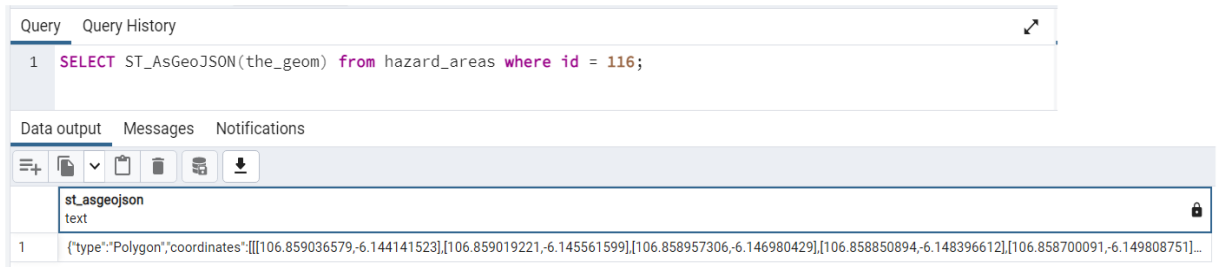 Query Query History
1 SELECT ST_AsGeoJSON(the_geom) from hazard_areas where id = 116;
Data output Messages Notifications
st_asgeojson
text
1 {"type":"Polygon","coordinates":[[[106.859036579,-6.144141523],[106.859019221,-6.145561599],[106.858957306,-6.146980429],[106.858850894,-6.148396612],[106.858700091,-6.149808751]...